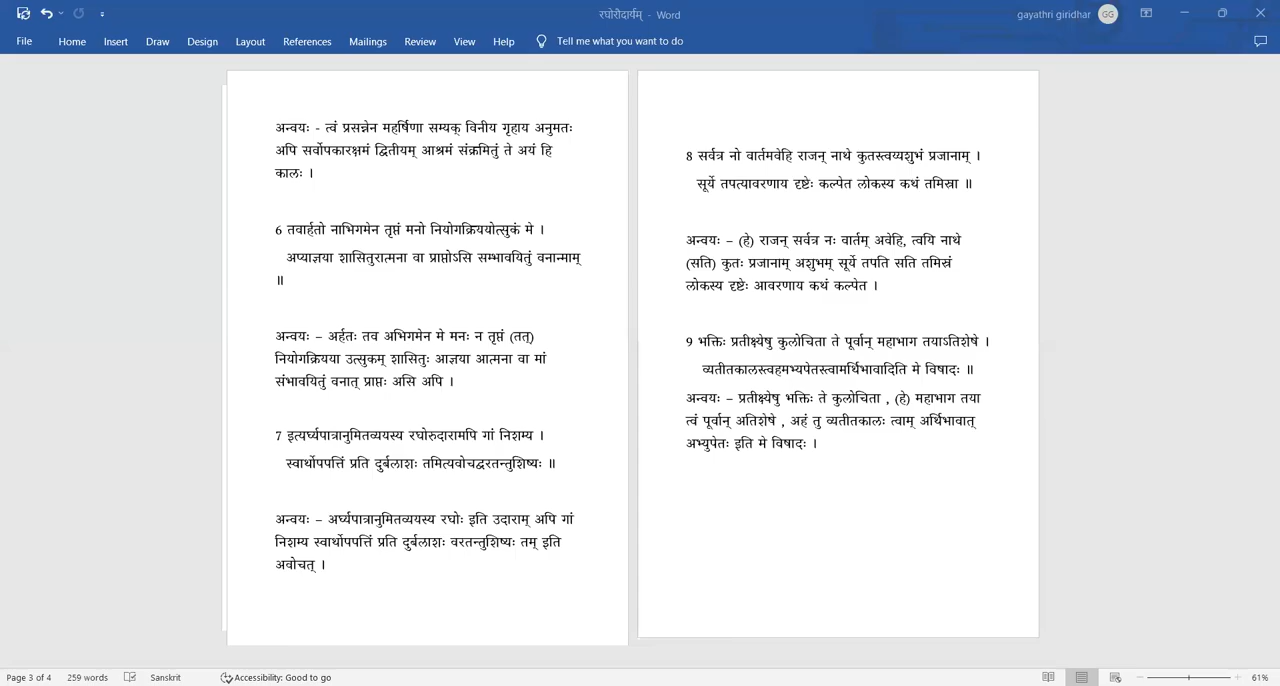 रघोरौदार्यम् - Word
gayathri giridhar GG
File Home Insert Draw Design Layout References Mailings Review View Help Tell me what you want to do
अन्वयः - त्वं प्रसन्नेन महर्षिणा सम्यक् विनीय गृहाय अनुमतः
अपि सर्वोपकारक्षमं द्वितीयम् आश्रमं संक्रमितुं ते अयं हि
कालः ।
6 तवार्हतो नाभिगमेन तृप्तं मनो नियोगक्रिययोत्सुकं मे ।
अप्याज्ञया शासितुरात्मना वा प्राप्तोऽसि सम्भावयितुं वनान्माम्
॥
अन्वयः – अर्हतः तव अभिगमेन मे मनः न तृप्तं (तत्)
नियोगक्रियया उत्सुकम् शासितुः आज्ञया आत्मना वा मां
संभावयितुं वनात् प्राप्तः असि अपि ।
7 इत्यर्घ्यपात्रानुमितव्ययस्य रघोरुदारामपि गां निशम्य ।
स्वार्थोपपत्तिं प्रति दुर्बलाशः तमित्यवोचद्वरतन्तुशिष्यः ॥
अन्वयः – अर्घ्यपात्रानुमितव्ययस्य रघोः इति उदाराम् अपि गां
निशम्य स्वार्थोपपत्तिं प्रति दुर्बलाशः वरतन्तुशिष्यः तम् इति
अवोचत् ।
8 सर्वत्र नो वार्तमवेहि राजन् नाथे कुतस्त्वय्यशुभं प्रजानाम् ।
सूर्ये तपत्यावरणाय दृष्टेः कल्पेत लोकस्य कथं तमिस्रा ॥
अन्वयः – (हे) राजन् सर्वत्र नः वार्तम् अवेहि, त्वयि नाथे
(सति) कुतः प्रजानाम् अशुभम् सूर्ये तपति सति तमिस्रं
लोकस्य दृष्टेः आवरणाय कथं कल्पेत ।
9 भक्तिः प्रतीक्ष्येषु कुलोचिता ते पूर्वान् महाभाग तयाऽतिशेषे ।
व्यतीतकालस्त्वहमभ्यपेतस्त्वामर्थिभावादिति मे विषादः ॥
अन्वयः – प्रतीक्ष्येषु भक्तिः ते कुलोचिता , (हे) महाभाग तया
त्वं पूर्वान् अतिशेषे , अहं तु व्यतीतकालः त्वाम् अर्थिभावात्
अभ्युपेतः इति मे विषादः ।
Page 3 of 4 259 words Sanskrit Accessibility: Good to go 61%